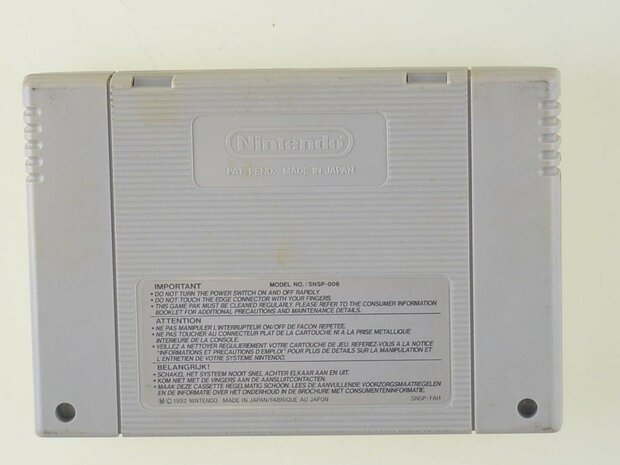 Nintendo
PAT. PEND. MADE IN JAPAN
IMPORTANT MODEL NO.: SNSP-006
• DO NOT TURN THE POWER SWITCH ON AND OFF RAPIDLY.
• DO NOT TOUCH THE EDGE CONNECTOR WITH YOUR FINGERS.
• THIS GAME PAK MUST BE CLEANED REGULARLY. PLEASE REFER TO THE CONSUMER INFORMATION
BOOKLET FOR ADDITIONAL PRECAUTIONS AND MAINTENANCE DETAILS.
ATTENTION
• NE PAS MANIPULER L'INTERRUPTEUR ON/OFF DE FACON REPETEE.
• NE PAS TOUCHER AU CONNECTEUR PLAT DE LA CARTOUCHE NI A LA PRISE METALLIQUE
INTERIEURE DE LA CONSOLE.
• VEILLEZ A NETTOYER REGULIEREMENT VOTRE CARTOUCHE DE JEU. REFEREZ-VOUS A LA NOTICE
"INFORMATIONS ET PRECAUTIONS D'EMPLOI" POUR PLUS DE DETAILS SUR LA MANIPULATION ET
L'ENTRETIEN DE VOTRE SYSTEME NINTENDO.
BELANGRIJK!
• SCHAKEL HET SYSTEEM NOOIT SNEL ACHTER ELKAAR AAN EN UIT.
• KOM NIET MET DE VINGERS AAN DE AANSLUITCONTACTEN.
• MAAK DEZE CASSETTE REGELMATIG SCHOON. LEES DE AANVULLENDE VOORZORGSMAATREGELEN
EN DE INFORMATIE OVER HET ONDERHOUD IN DE BROCHURE MET CONSUMENTENINFORMATIE.
Ⓜ © 1992 NINTENDO MADE IN JAPAN/FABRIQUE AU JAPON SNSP-FAH